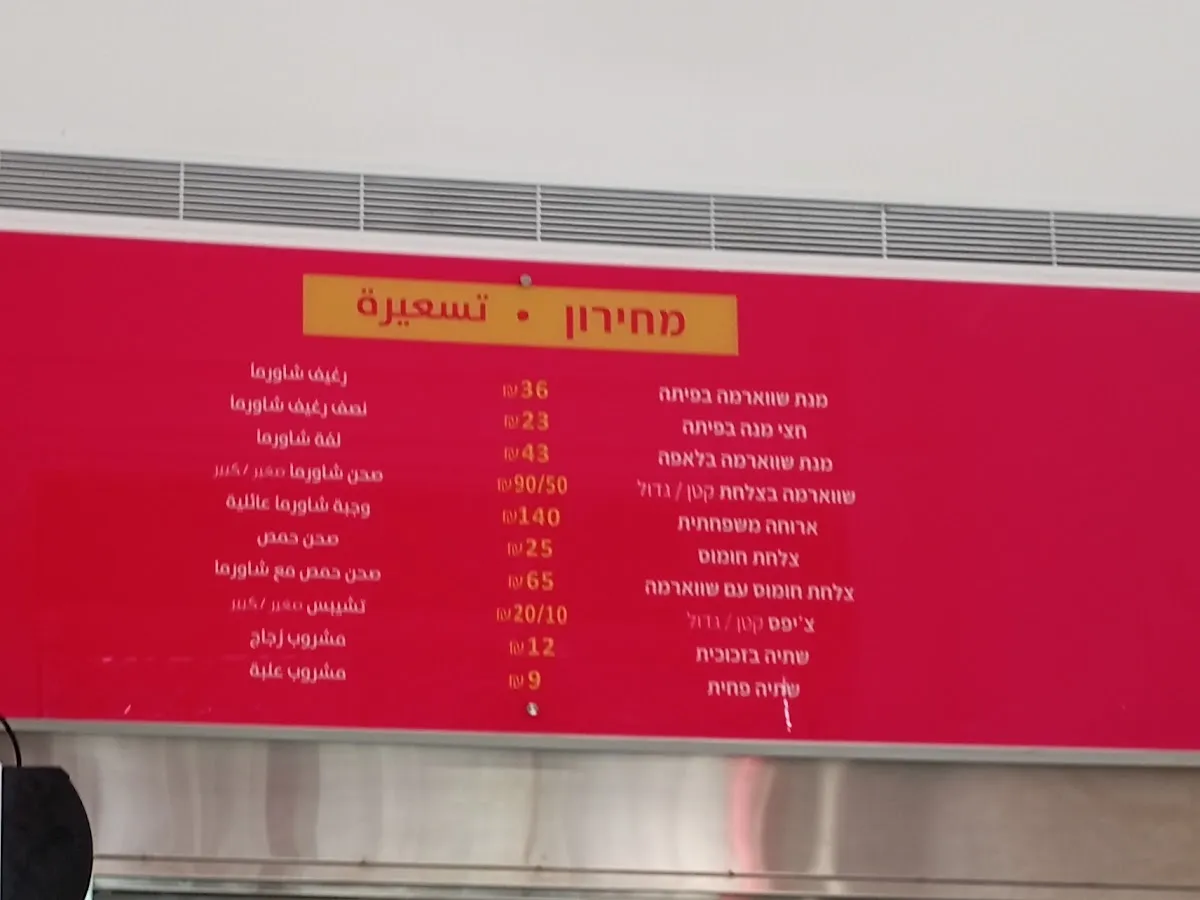 מחירון • تسعيرة
מנת שווארמה בפיתה ₪36 رغيف شاورما
חצי מנה בפיתה ₪23 نصف رغيف شاورما
מנת שווארמה בלאפה ₪43 لفة شاورما
שווארמה בצלחת קטן / גדול ₪90/50 صحن شاورما صغير / كبير
ארוחה משפחתית ₪140 وجبة شاورما عائلية
צלחת חומוס ₪25 صحن حمص
צלחת חומוס עם שווארמה ₪65 صحن حمص مع شاورما
צ'יפס קטן / גדול ₪20/10 تشيبس صغير / كبير
שתיה בזכוכית ₪12 مشروب زجاج
שתיה פחית ₪9 مشروب علبة